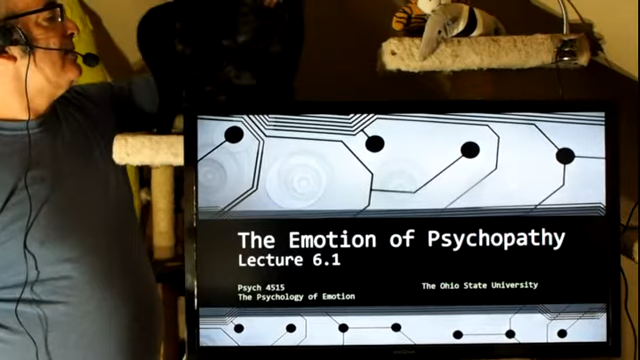 The Emotion of Psychopathy
Lecture 6.1
Psych 4515
The Psychology of Emotion
The Ohio State University